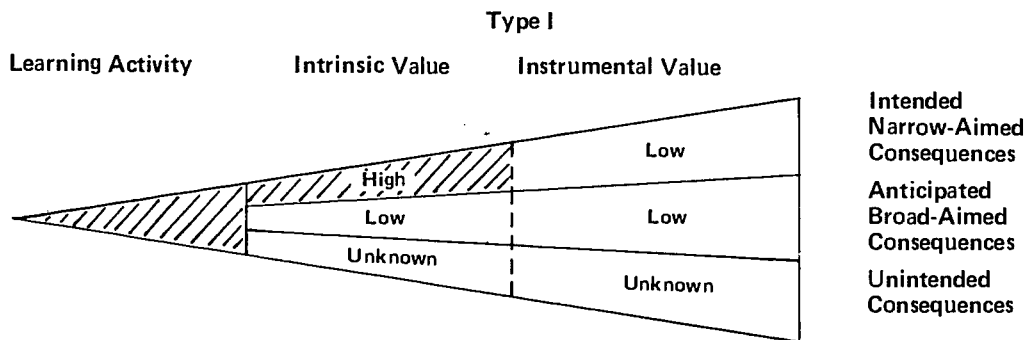 Type I
Learning Activity Intrinsic Value Instrumental Value
Intended
Narrow-Aimed
Consequences
Low
High
Anticipated
Broad-Aimed
Consequences
Low
Low
Unknown
Unknown
Unintended
Consequences